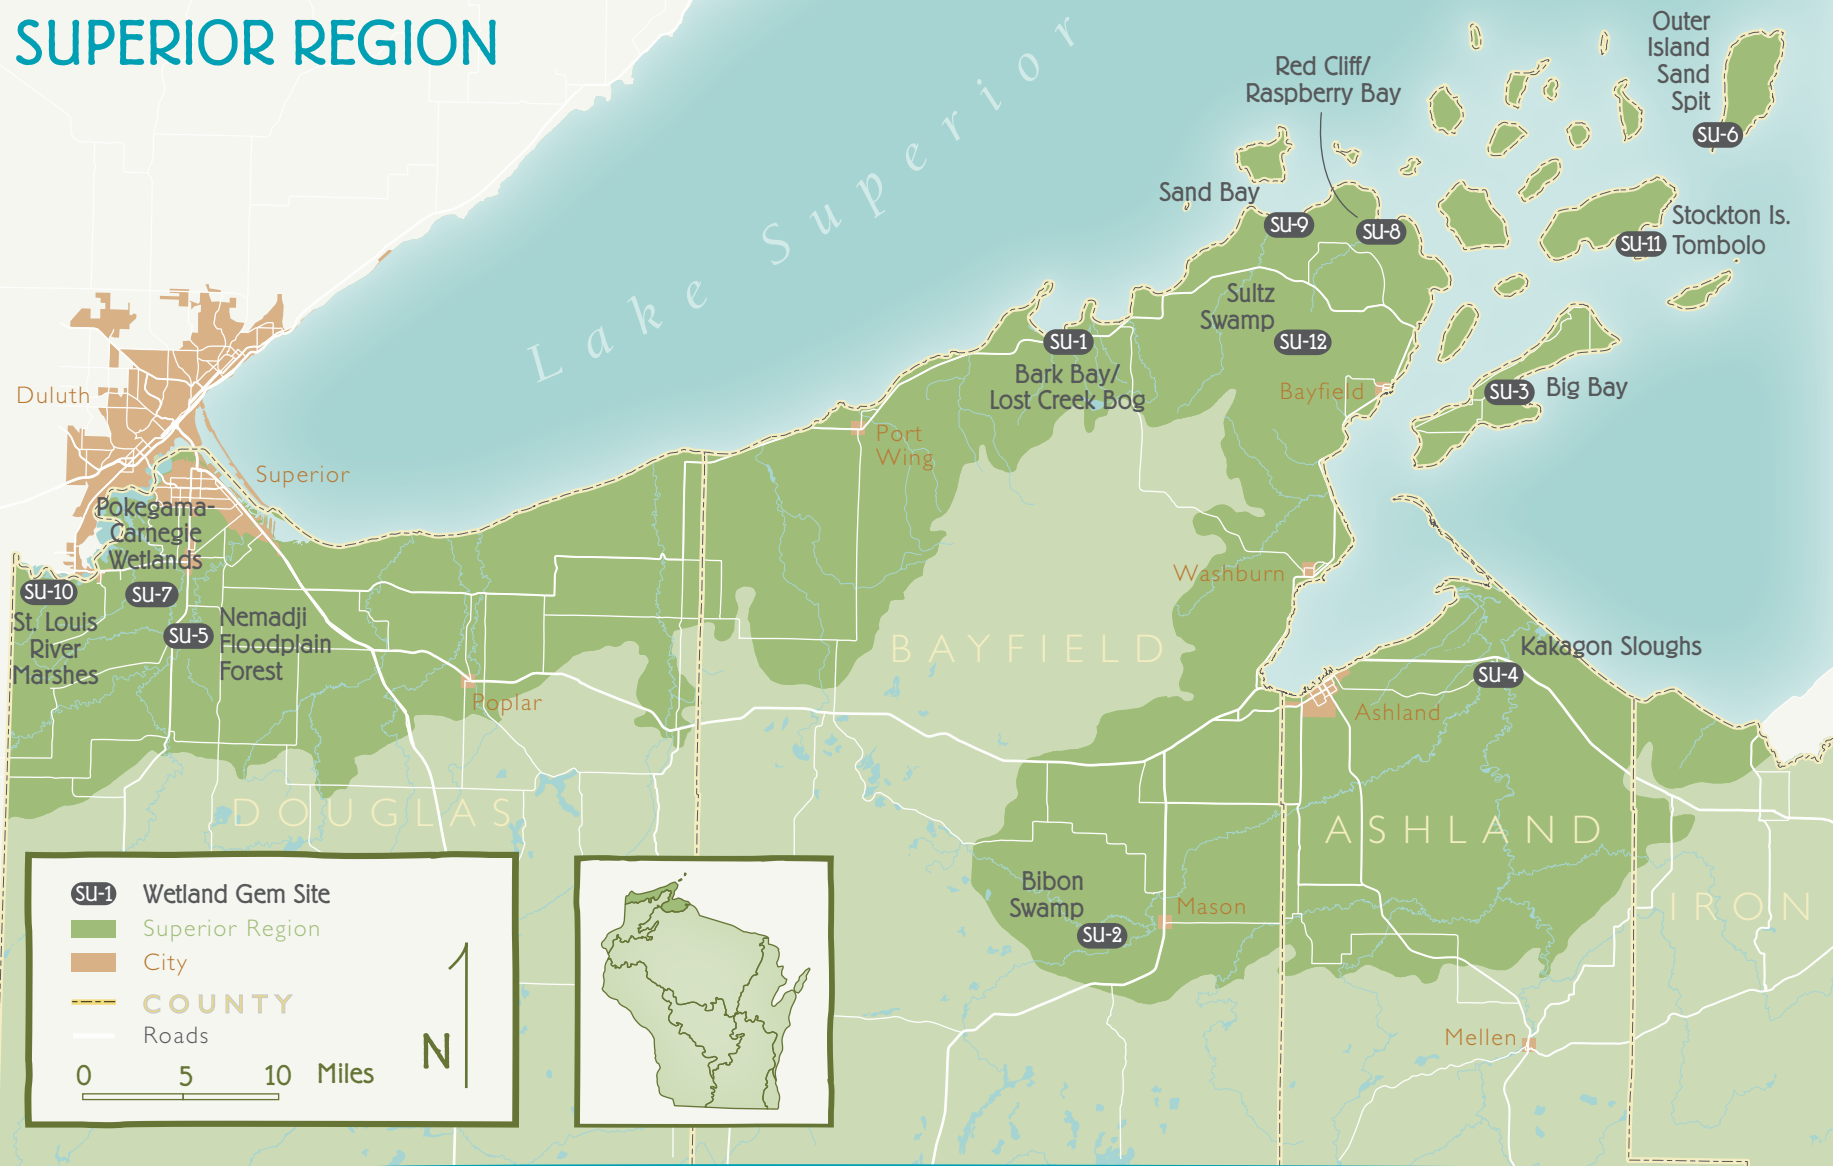 SUPERIOR REGION
Lake Superior
Outer
Island
Sand
Spit
SU-6
Red Cliff/
Raspberry Bay
Sand Bay
SU-9
SU-8
Stockton Is.
SU-11 Tombolo
Sultz
Swamp
SU-12
SU-1
Bark Bay/
Lost Creek Bog
Bayfield
SU-3 Big Bay
Duluth
Port
Wing
Superior
Pokegama-
Carnegie
Wetlands
Washburn
SU-10
SU-7
St. Louis
River
Marshes
SU-5
Nemadji
Floodplain
Forest
BAYFIELD
Kakagon Sloughs
SU-4
Poplar
Ashland
DOUGLAS
ASHLAND
Bibon
Swamp
SU-2
Mason
IRON
Mellen
SU-1 Wetland Gem Site
Superior Region
City
COUNTY
Roads
0 5 10 Miles
N